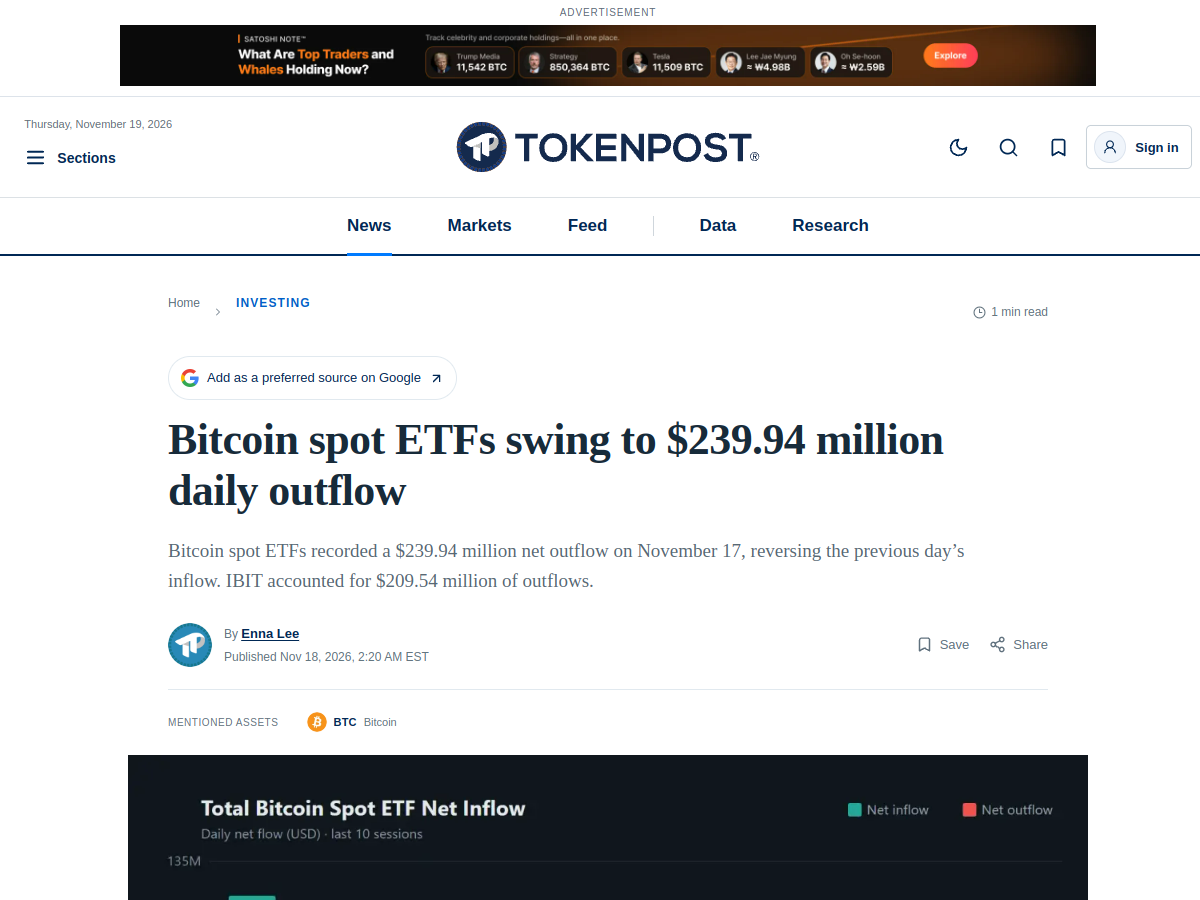 ADVERTISEMENT
SATOSHI NOTE™
What Are Top Traders and
Whales Holding Now?
Track celebrity and corporate holdings—all in one place.
Trump Media
11,542 BTC
Strategy
850,364 BTC
Tesla
11,509 BTC
Lee Jae Myung
≈ ₩4.98B
Oh Se-hoon
≈ ₩2.59B
Explore
Thursday, November 19, 2026
Sections
TOKENPOST®
Sign in
News
Markets
Feed
Data
Research
Home
INVESTING
1 min read
Add as a preferred source on Google
Bitcoin spot ETFs swing to $239.94 million
daily outflow
Bitcoin spot ETFs recorded a $239.94 million net outflow on November 17, reversing the previous day’s
inflow. IBIT accounted for $209.54 million of outflows.
By Enna Lee
Published Nov 18, 2026, 2:20 AM EST
Save
Share
MENTIONED ASSETS
BTC Bitcoin
Total Bitcoin Spot ETF Net Inflow
Daily net flow (USD) · last 10 sessions
Net inflow
Net outflow
135M